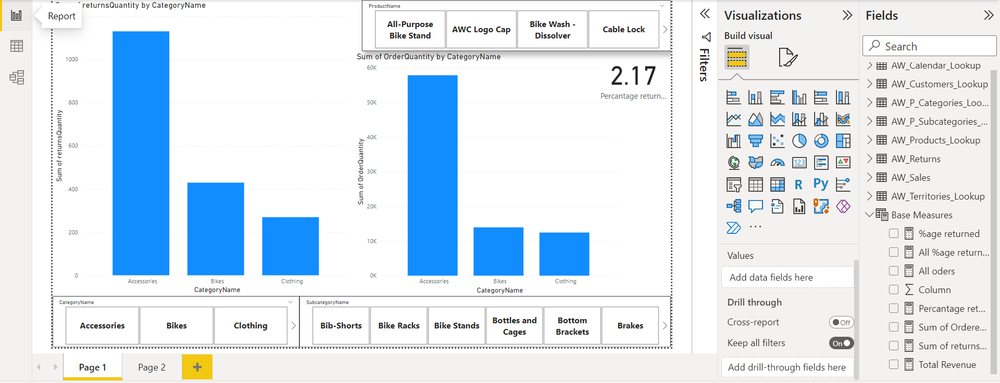 Sum of returnsQuantity by CategoryName
Report
1000
800
600
400
200
0
Sum of returnsQuantity
Accessories
Bikes
Clothing
CategoryName
ProductName
All-Purpose
Bike Stand
AWC Logo Cap
Bike Wash -
Dissolver
Cable Lock
Sum of OrderQuantity by CategoryName
60K
50K
40K
30K
20K
10K
0K
Sum of OrderQuantity
Accessories
Bikes
Clothing
CategoryName
2.17
Percantage return...
CategoryName
Accessories
Bikes
Clothing
SubcategoryName
Bib-Shorts
Bike Racks
Bike Stands
Bottles and
Cages
Bottom
Brackets
Brakes
Page 1
Page 2
Filters
Visualizations
Build visual
123
R
Py
...
Values
Add data fields here
Drill through
Cross-report
Off
Keep all filters
On
Add drill-through fields here
Fields
Search
AW_Calendar_Lookup
AW_Customers_Lookup
AW_P_Categories_Loo...
AW_P_Subcategories_...
AW_Products_Lookup
AW_Returns
AW_Sales
AW_Territories_Lookup
Base Measures
%age returned
All %age return...
All oders
Column
Percantage ret...
Sum of Ordere...
Sum of returns...
Total Revenue